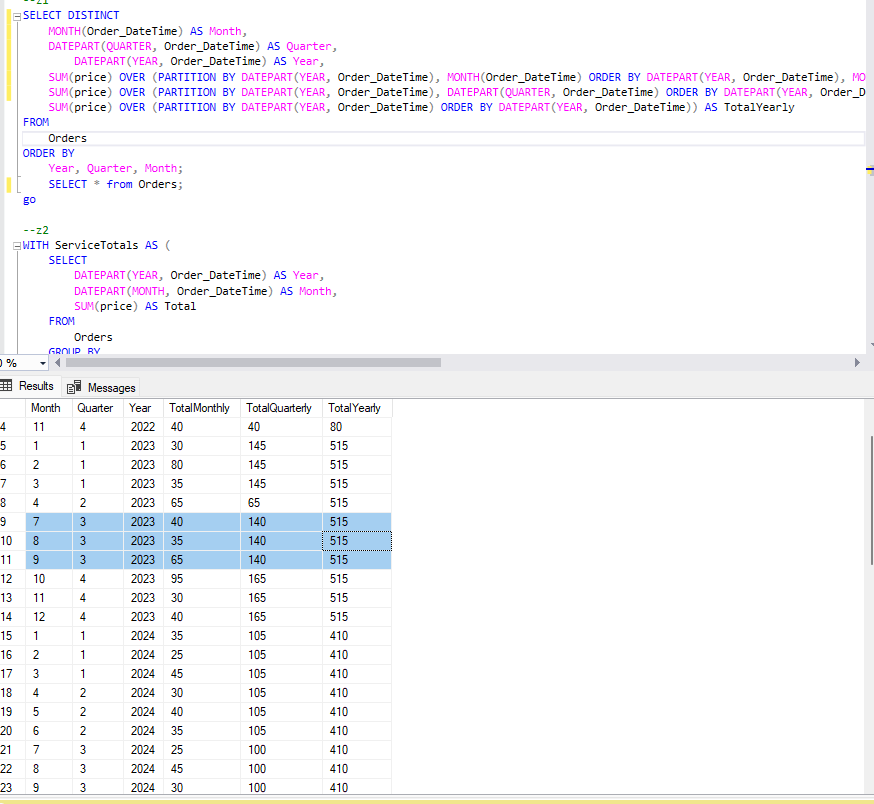 --z1
SELECT DISTINCT
MONTH(Order_DateTime) AS Month,
DATEPART(QUARTER, Order_DateTime) AS Quarter,
DATEPART(YEAR, Order_DateTime) AS Year,
SUM(price) OVER (PARTITION BY DATEPART(YEAR, Order_DateTime), MONTH(Order_DateTime) ORDER BY DATEPART(YEAR, Order_DateTime), MO
SUM(price) OVER (PARTITION BY DATEPART(YEAR, Order_DateTime), DATEPART(QUARTER, Order_DateTime) ORDER BY DATEPART(YEAR, Order_D
SUM(price) OVER (PARTITION BY DATEPART(YEAR, Order_DateTime) ORDER BY DATEPART(YEAR, Order_DateTime)) AS TotalYearly
FROM
Orders
ORDER BY
Year, Quarter, Month;
SELECT * from Orders;
go
--z2
WITH ServiceTotals AS (
SELECT
DATEPART(YEAR, Order_DateTime) AS Year,
DATEPART(MONTH, Order_DateTime) AS Month,
SUM(price) AS Total
FROM
Orders
GROUP BY
0 %
Results Messages
Month Quarter Year TotalMonthly TotalQuarterly TotalYearly
4 11 4 2022 40 40 80
5 1 1 2023 30 145 515
6 2 1 2023 80 145 515
7 3 1 2023 35 145 515
8 4 2 2023 65 65 515
9 7 3 2023 40 140 515
10 8 3 2023 35 140 515
11 9 3 2023 65 140 515
12 10 4 2023 95 165 515
13 11 4 2023 30 165 515
14 12 4 2023 40 165 515
15 1 1 2024 35 105 410
16 2 1 2024 25 105 410
17 3 1 2024 45 105 410
18 4 2 2024 30 105 410
19 5 2 2024 40 105 410
20 6 2 2024 35 105 410
21 7 3 2024 25 100 410
22 8 3 2024 45 100 410
23 9 3 2024 30 100 410